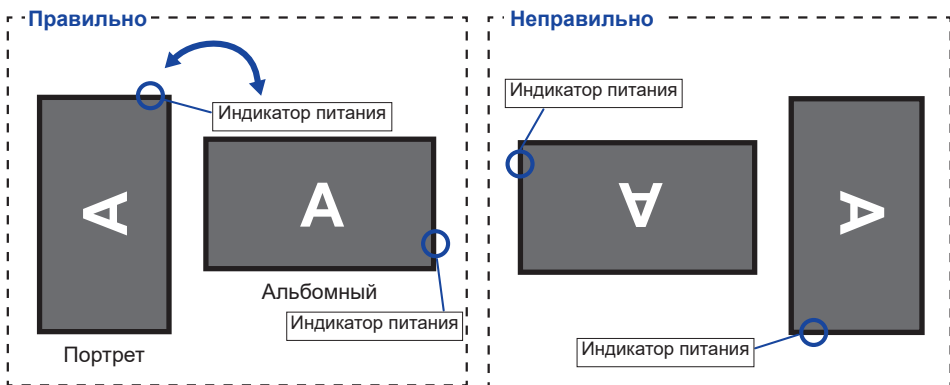 Правильно
Индикатор питания
A
A
Альбомный
Индикатор питания
Портрет
Неправильно
Индикатор питания
A
A
Индикатор питания